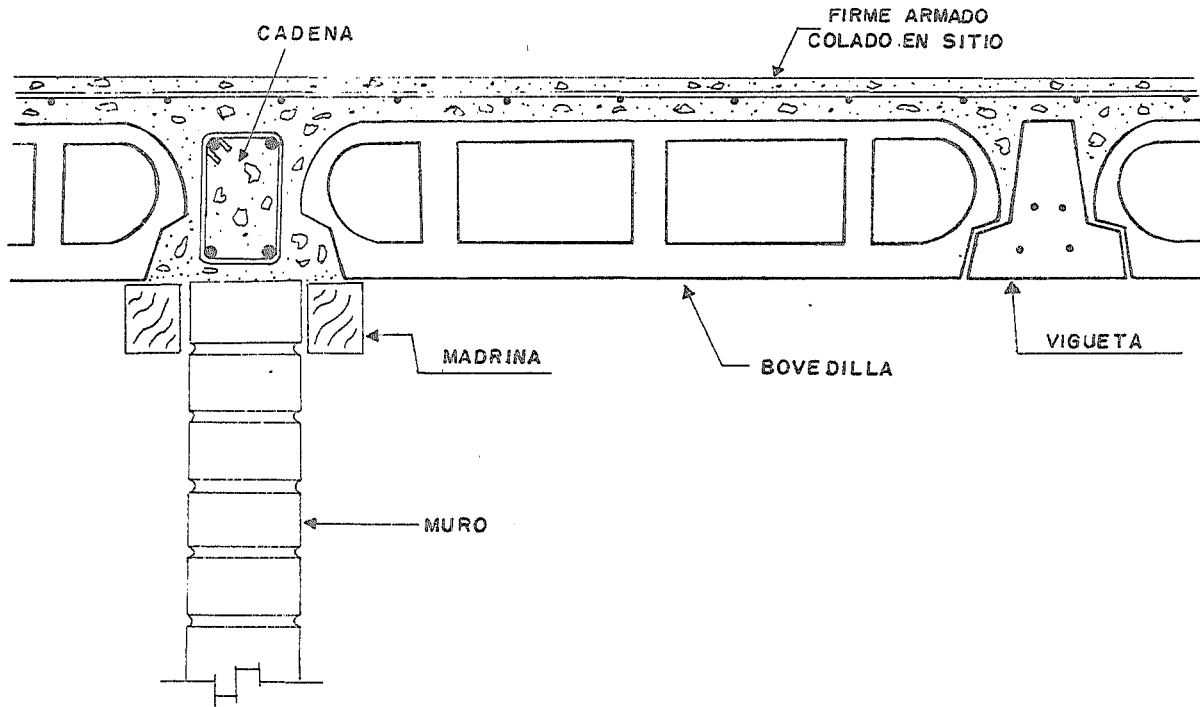 FIRME ARMADO
COLADO EN SITIO
CADENA
MADRINA
BOVEDILLA
VIGUETA
MURO